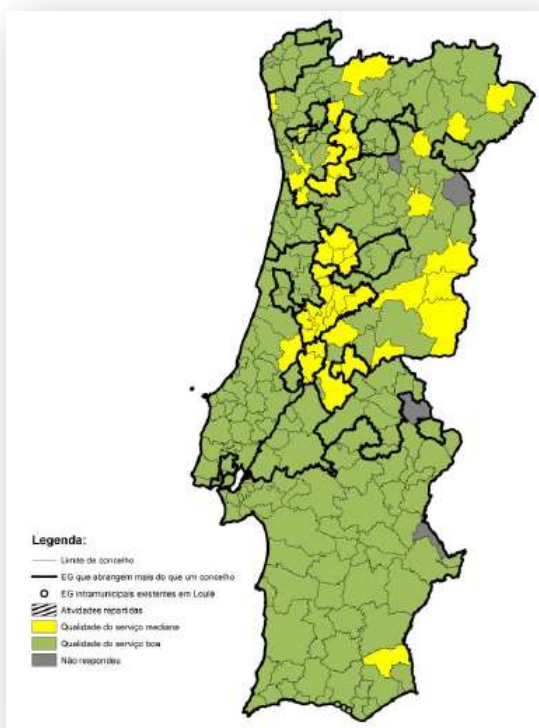 Legenda:
Limite de concelho
EG que abrangem mais do que um concelho
EG intramunicipais existentes em Loulé
Atividades repartidas
Qualidade do serviço mediana
Qualidade do serviço boa
Não respondeu